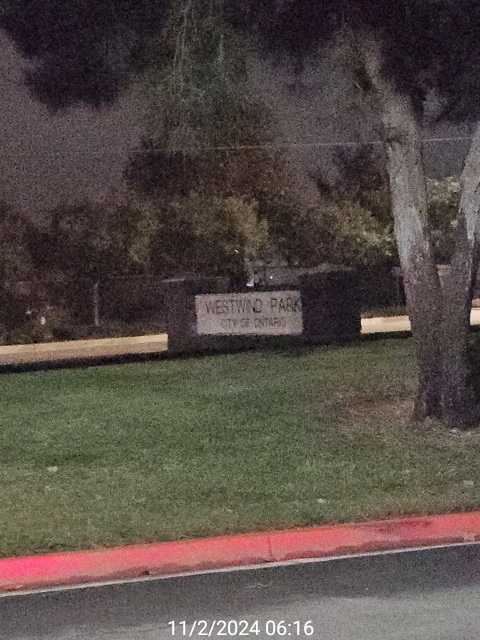 WESTWIND PARK
CITY OF ONTARIO
11/2/2024 06:16